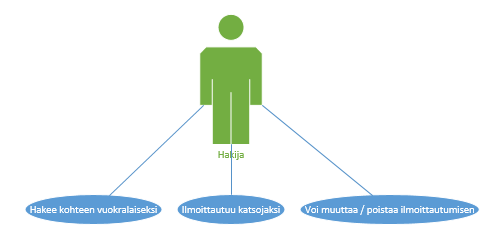 Hakija
Hakee kohteen vuokralaiseksi
Ilmoittautuu katsojaksi
Voi muuttaa / poistaa ilmoittautumisen